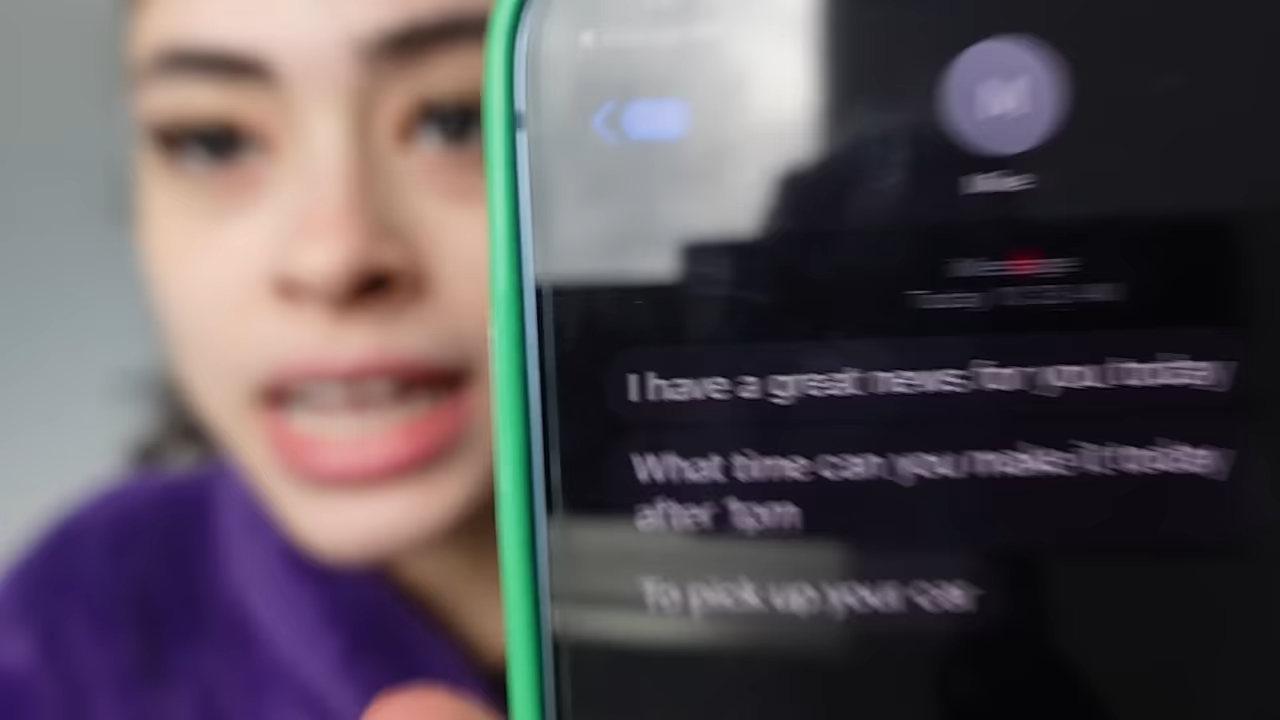 I have a great news for you today
What time can you make it today
after 1pm
To pick up your car